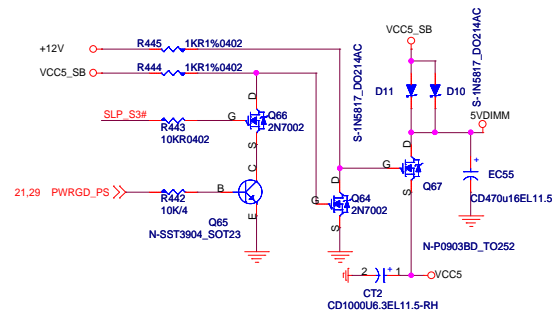 VCC5_SB
+12V
R445
1KR1%0402
VCC5_SB
R444
1KR1%0402
S-1N5817_DO214AC
S-1N5817_DO214AC
D11
D10
5VDIMM
SLP_S3#
R443
10KR0402
D
G
S
Q66
2N7002
EC55
CD470u16EL11.5
+
21,29
PWRGD_PS
R442
10K/4
B
C
E
Q65
N-SST3904_SOT23
D
G
S
Q64
2N7002
D
G
S
Q67
N-P0903BD_TO252
2
+
1
VCC5
CT2
CD1000U6.3EL11.5-RH